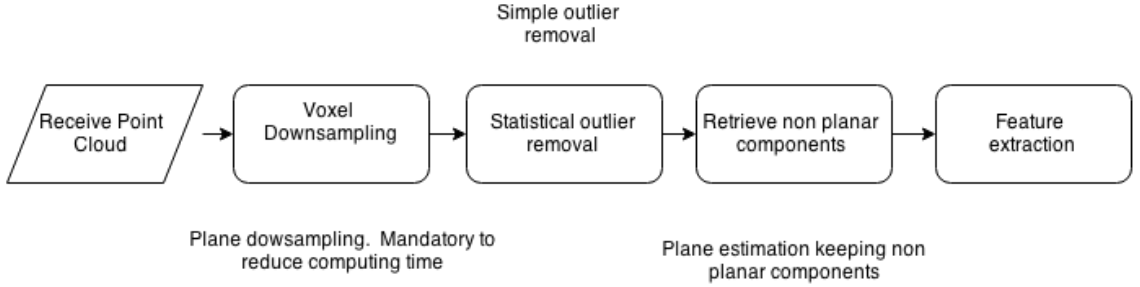 Simple outlier
removal
Receive Point
Cloud
Voxel
Downsampling
Statistical outlier
removal
Retrieve non planar
components
Feature
extraction
Plane dowsampling.  Mandatory to
reduce computing time
Plane estimation keeping non
planar components